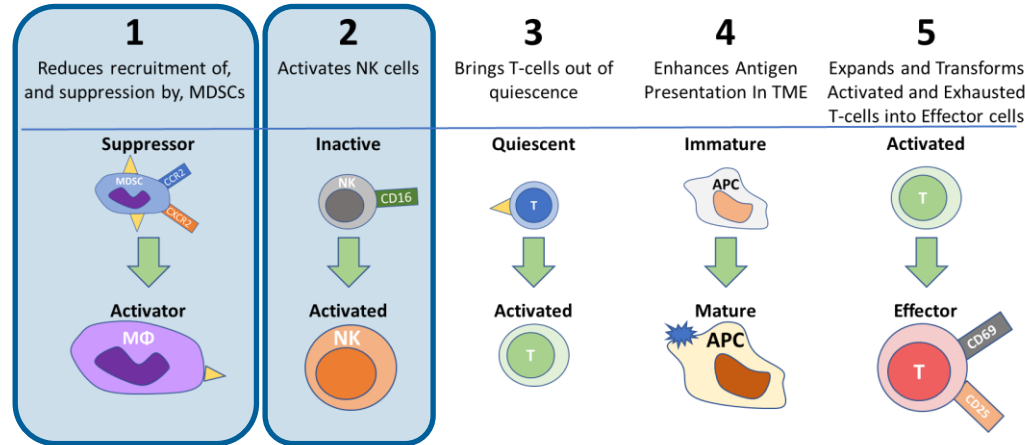 1
Reduces recruitment of,
and suppression by, MDSCs
2
Activates NK cells
3
Brings T-cells out of
quiescence
4
Enhances Antigen
Presentation In TME
5
Expands and Transforms
Activated and Exhausted
T-cells into Effector cells
Suppressor
MDSC
CCR2
CXCR2
Inactive
NK
CD16
Quiescent
T
Immature
APC
Activated
T
Activator
MΦ
Activated
NK
Activated
T
Mature
APC
Effector
T
CD69
CD25